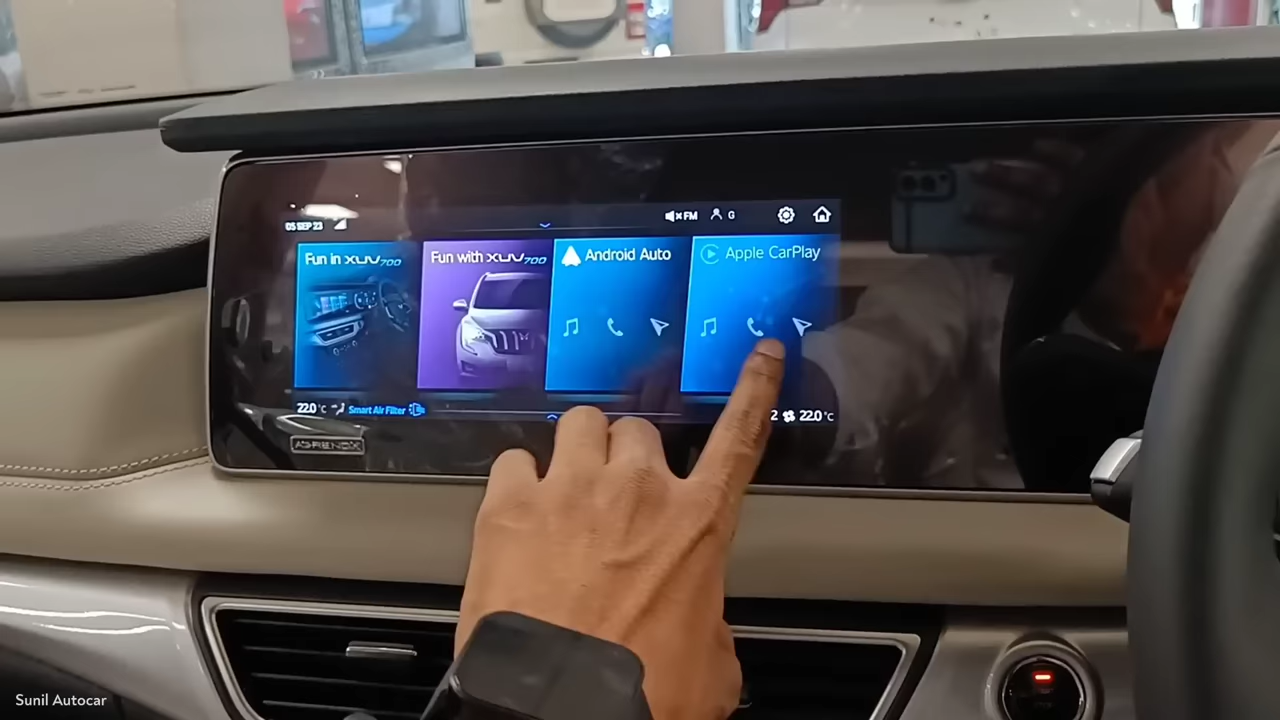 05 SEP 23
FM
G
Fun in XUV700
Fun with XUV700
Android Auto
Apple CarPlay
22.0°C
Smart Air Filter
2
22.0°C
ADRENOX
Sunil Autocar